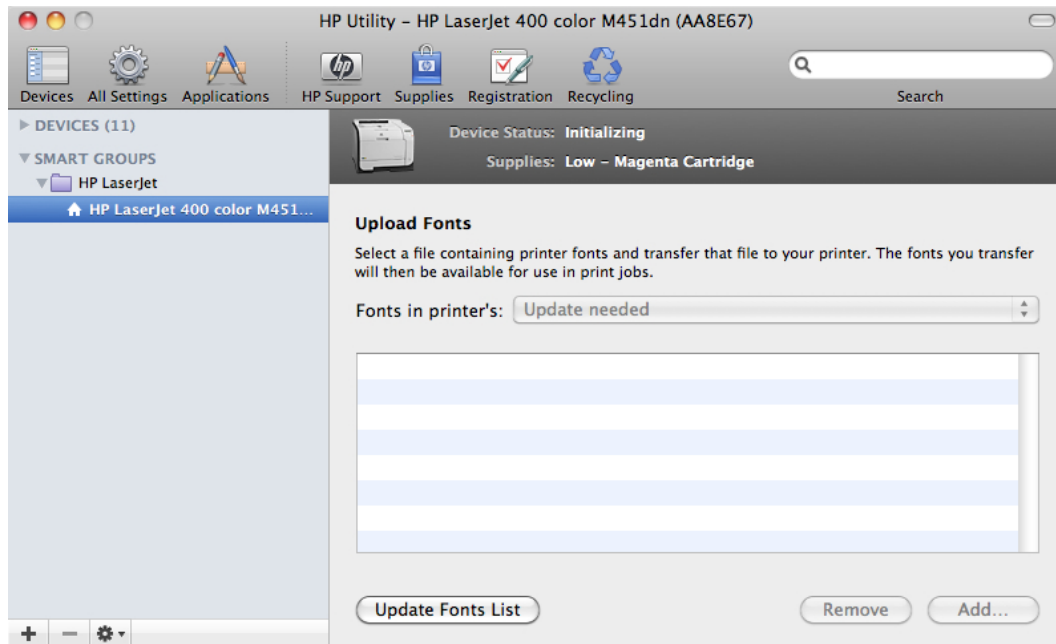 HP Utility – HP LaserJet 400 color M451dn (AA8E67)
Devices All Settings Applications HP Support Supplies Registration Recycling Search
DEVICES (11)
SMART GROUPS
HP LaserJet
HP LaserJet 400 color M451...
Device Status: Initializing
Supplies: Low – Magenta Cartridge
Upload Fonts
Select a file containing printer fonts and transfer that file to your printer. The fonts you transfer
will then be available for use in print jobs.
Fonts in printer's: Update needed
Update Fonts List Remove Add...